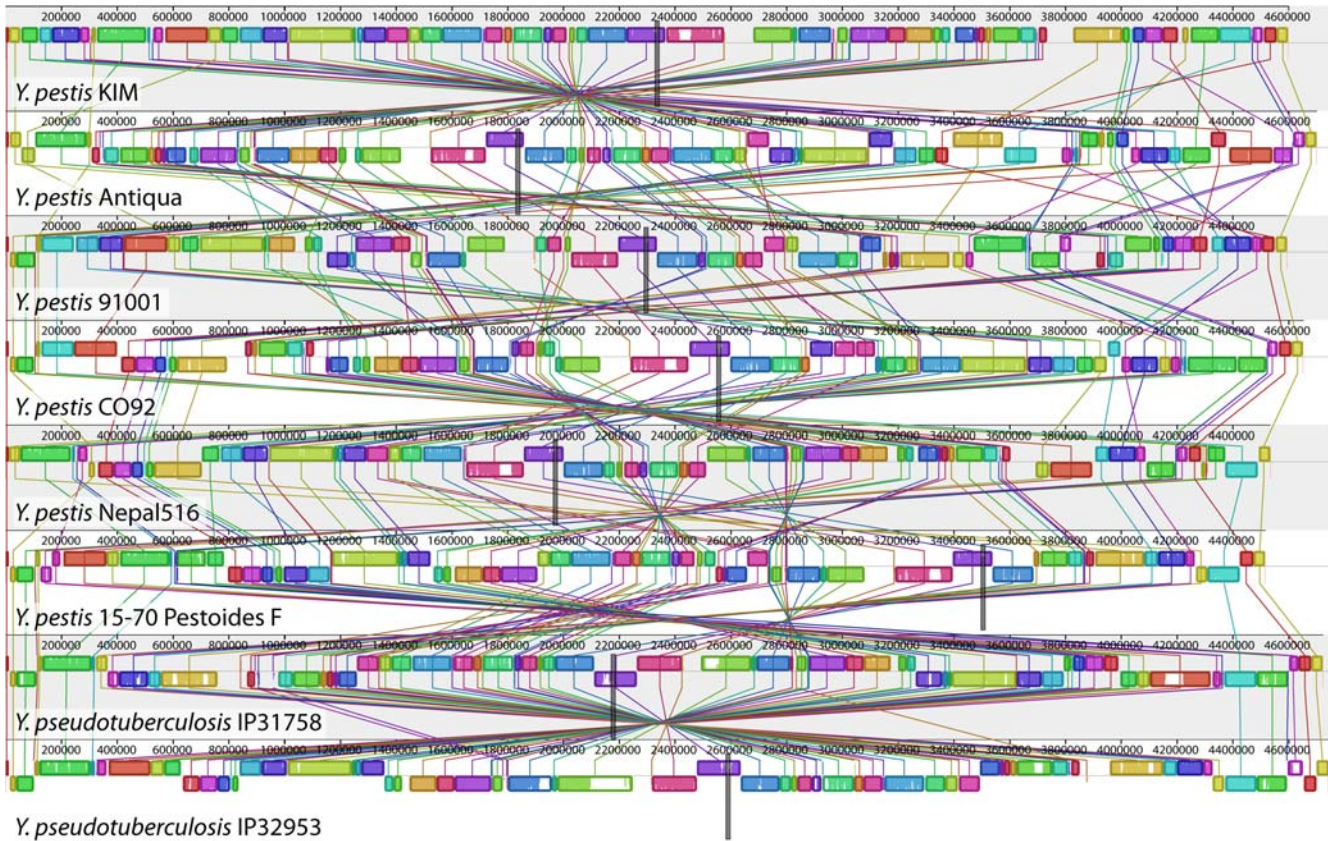 200000 400000 600000 800000 1000000 1200000 1400000 1600000 1800000 2000000 2200000 2400000 2600000 2800000 3000000 3200000 3400000 3600000 3800000 4000000 4200000 4400000 4600000
Y. pestis KIM
200000 400000 600000 800000 1000000 1200000 1400000 1600000 1800000 2000000 2200000 2400000 2600000 2800000 3000000 3200000 3400000 3600000 3800000 4000000 4200000 4400000 4600000
Y. pestis Antiqua
200000 400000 600000 800000 1000000 1200000 1400000 1600000 1800000 2000000 2200000 2400000 2600000 2800000 3000000 3200000 3400000 3600000 3800000 4000000 4200000 4400000
Y. pestis 91001
200000 400000 600000 800000 1000000 1200000 1400000 1600000 1800000 2000000 2200000 2400000 2600000 2800000 3000000 3200000 3400000 3600000 3800000 4000000 4200000 4400000 4600000
Y. pestis CO92
200000 400000 600000 800000 1000000 1200000 1400000 1600000 1800000 2000000 2200000 2400000 2600000 2800000 3000000 3200000 3400000 3600000 3800000 4000000 4200000 4400000
Y. pestis Nepal516
200000 400000 600000 800000 1000000 1200000 1400000 1600000 1800000 2000000 2200000 2400000 2600000 2800000 3000000 3200000 3400000 3600000 3800000 4000000 4200000 4400000
Y. pestis 15-70 Pestoides F
200000 400000 600000 800000 1000000 1200000 1400000 1600000 1800000 2000000 2200000 2400000 2600000 2800000 3000000 3200000 3400000 3600000 3800000 4000000 4200000 4400000 4600000
Y. pseudotuberculosis IP31758
200000 400000 600000 800000 1000000 1200000 1400000 1600000 1800000 2000000 2200000 2400000 2600000 2800000 3000000 3200000 3400000 3600000 3800000 4000000 4200000 4400000 4600000
Y. pseudotuberculosis IP32953